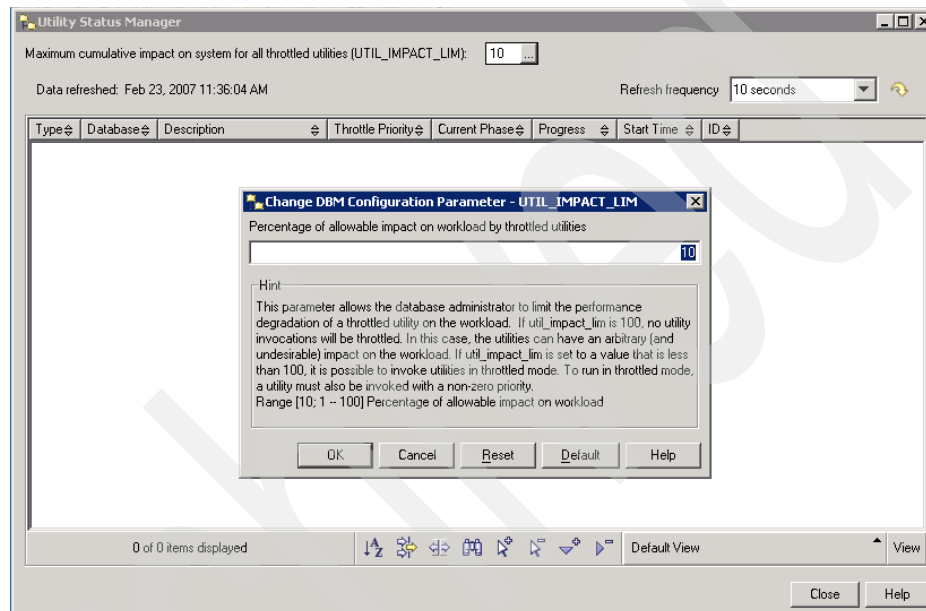 Utility Status Manager
Maximum cumulative impact on system for all throttled utilities (UTIL_IMPACT_LIM): 10 ...
Data refreshed: Feb 23, 2007 11:36:04 AM Refresh frequency 10 seconds
Type Database Description Throttle Priority Current Phase Progress Start Time ID
Change DBM Configuration Parameter - UTIL_IMPACT_LIM
Percentage of allowable impact on workload by throttled utilities
10
Hint
This parameter allows the database administrator to limit the performance
degradation of a throttled utility on the workload. If util_impact_lim is 100, no utility
invocations will be throttled. In this case, the utilities can have an arbitrary (and
undesirable) impact on the workload. If util_impact_lim is set to a value that is less
than 100, it is possible to invoke utilities in throttled mode. To run in throttled mode,
a utility must also be invoked with a non-zero priority.
Range [10; 1 -- 100] Percentage of allowable impact on workload
OK Cancel Reset Default Help
0 of 0 items displayed Default View View
Close Help